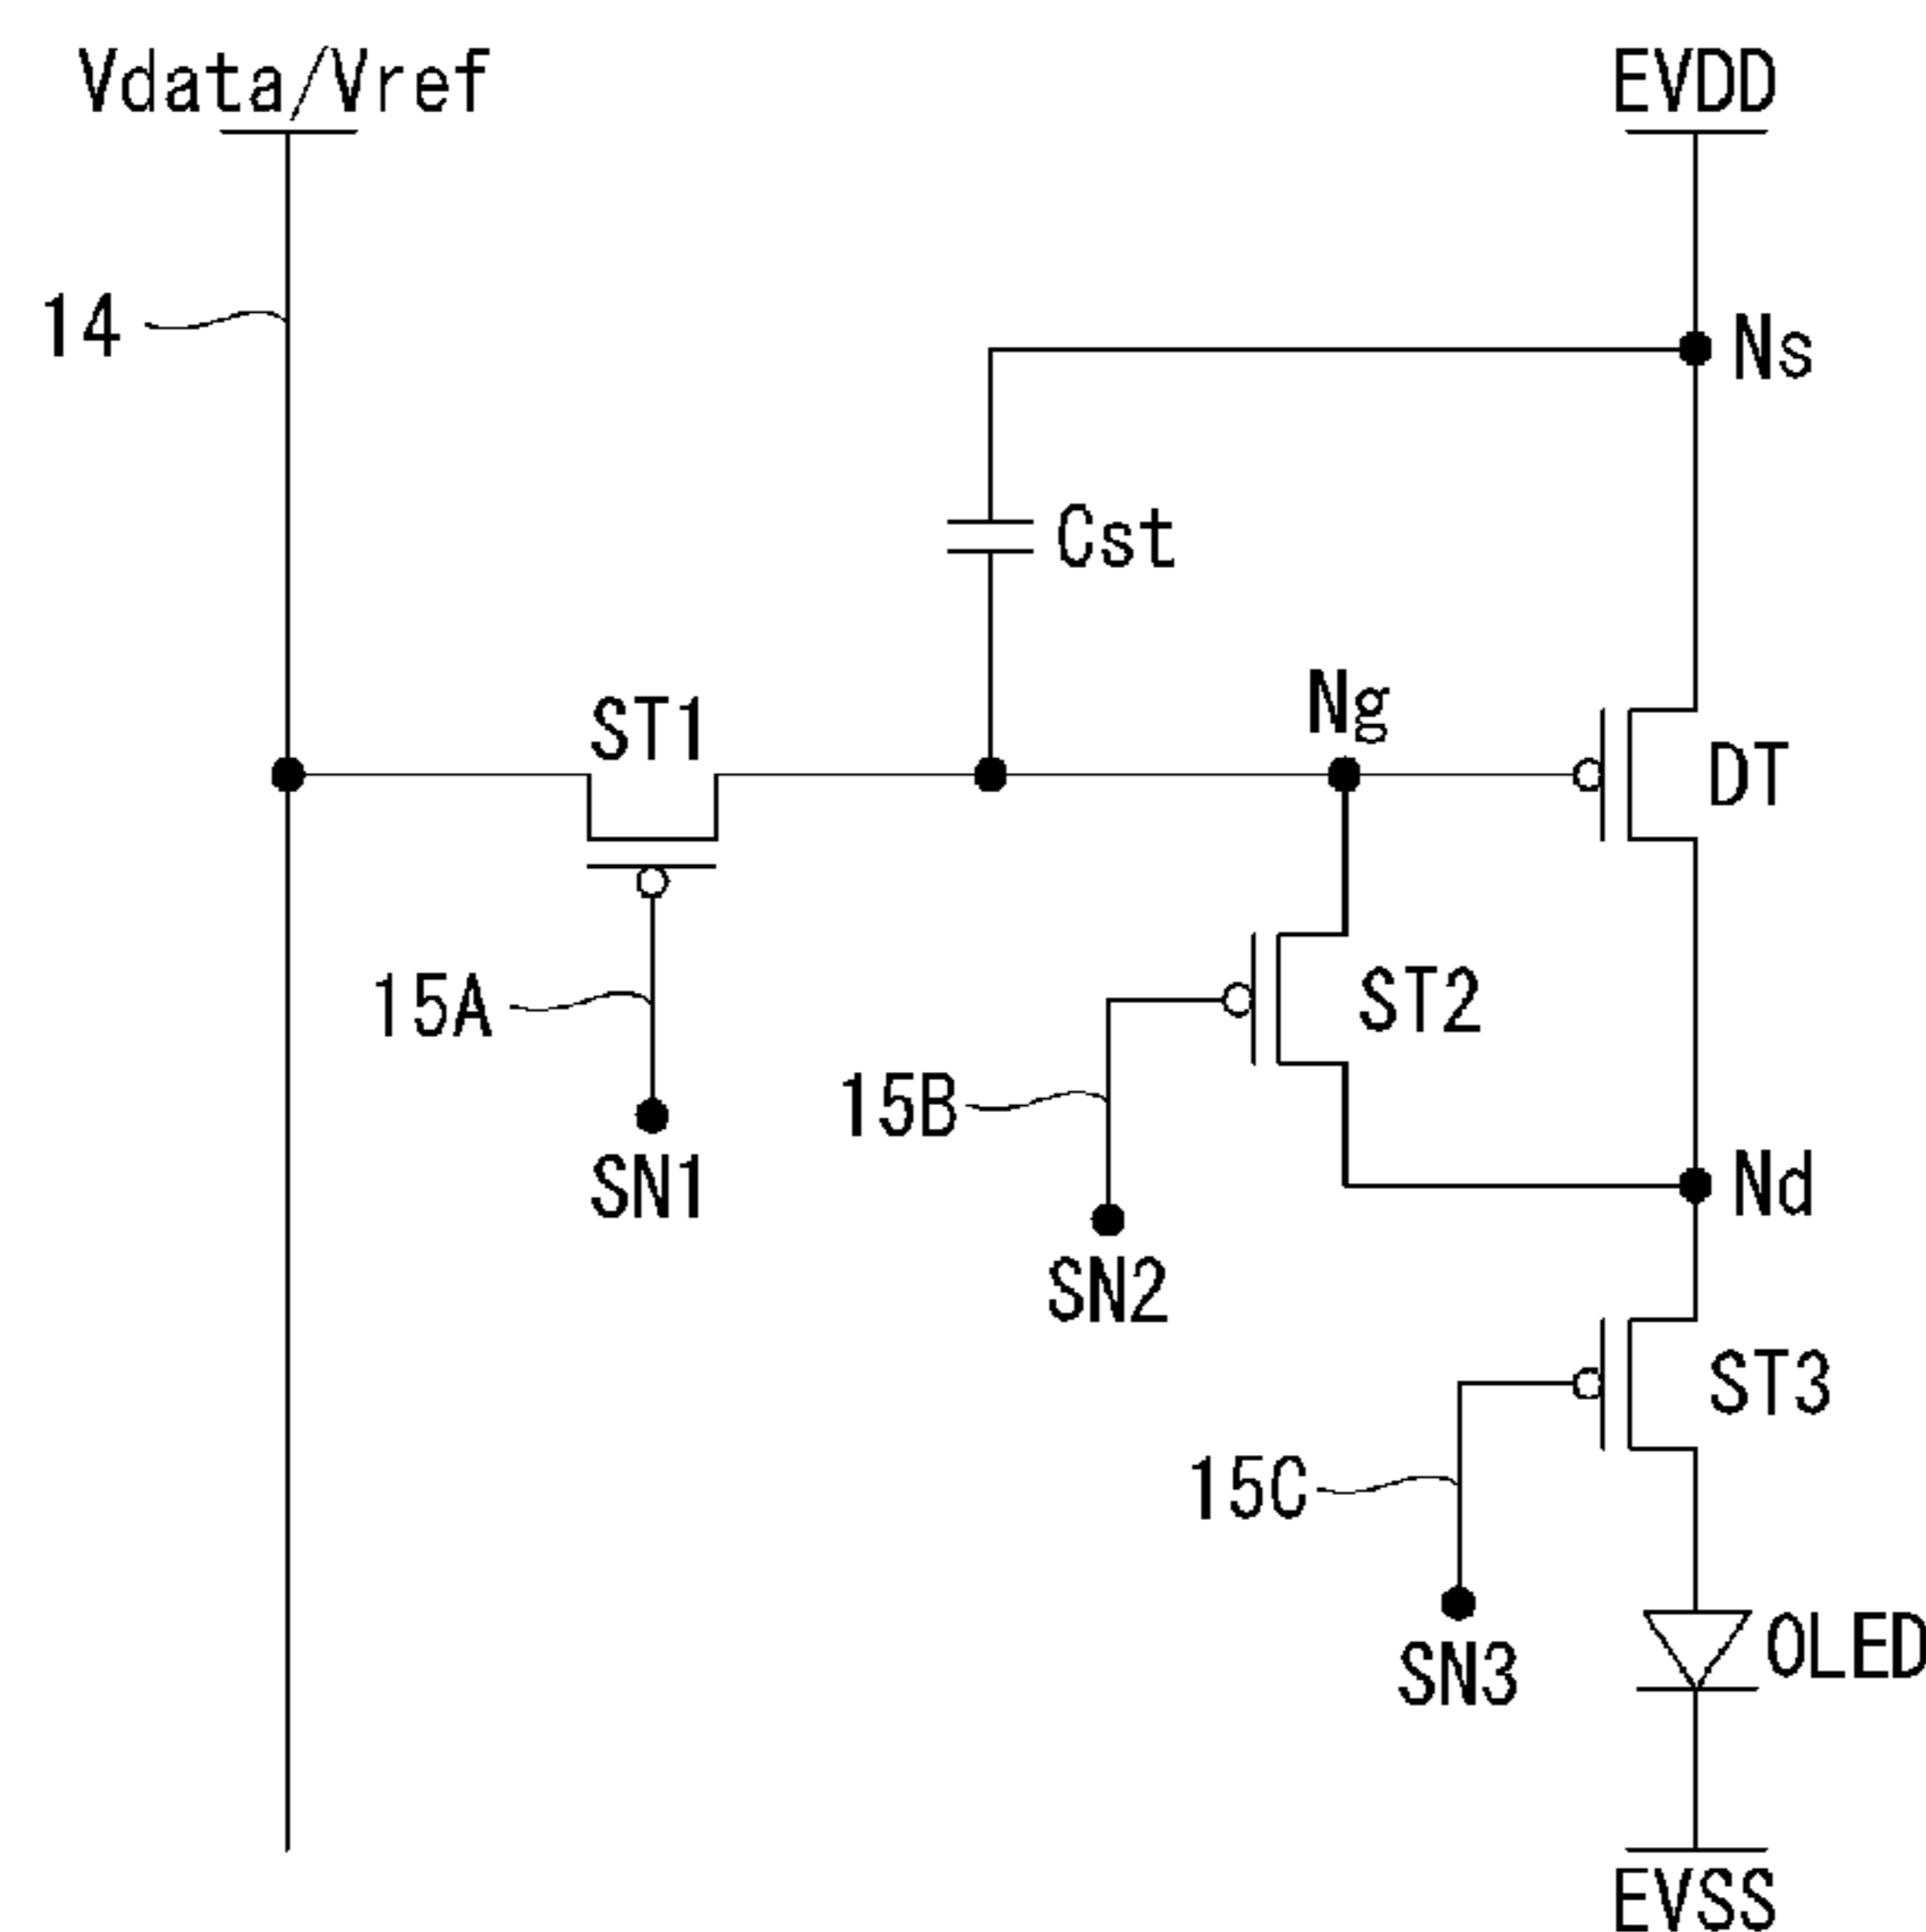 Vdata/Vref
EVDD
14
Ns
Cst
ST1
Ng
DT
15A
ST2
15B
SN1
Nd
SN2
ST3
15C
SN3
OLED
EVSS